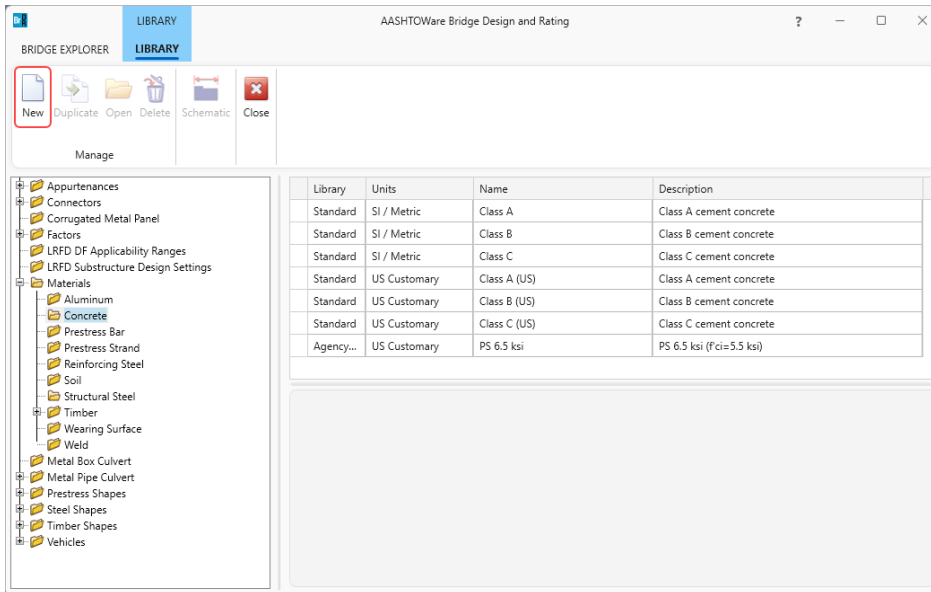 Br R LIBRARY AASHTOWare Bridge Design and Rating ?
BRIDGE EXPLORER LIBRARY
New Duplicate Open Delete Schematic Close
Manage
Appurtenances
Connectors
Corrugated Metal Panel
Factors
LRFD DF Applicability Ranges
LRFD Substructure Design Settings
Materials
Aluminum
Concrete
Prestress Bar
Prestress Strand
Reinforcing Steel
Soil
Structural Steel
Timber
Wearing Surface
Weld
Metal Box Culvert
Metal Pipe Culvert
Prestress Shapes
Steel Shapes
Timber Shapes
Vehicles
Library Units Name Description
Standard SI / Metric Class A Class A cement concrete
Standard SI / Metric Class B Class B cement concrete
Standard SI / Metric Class C Class C cement concrete
Standard US Customary Class A (US) Class A cement concrete
Standard US Customary Class B (US) Class B cement concrete
Standard US Customary Class C (US) Class C cement concrete
Agency... US Customary PS 6.5 ksi PS 6.5 ksi (f'ci=5.5 ksi)